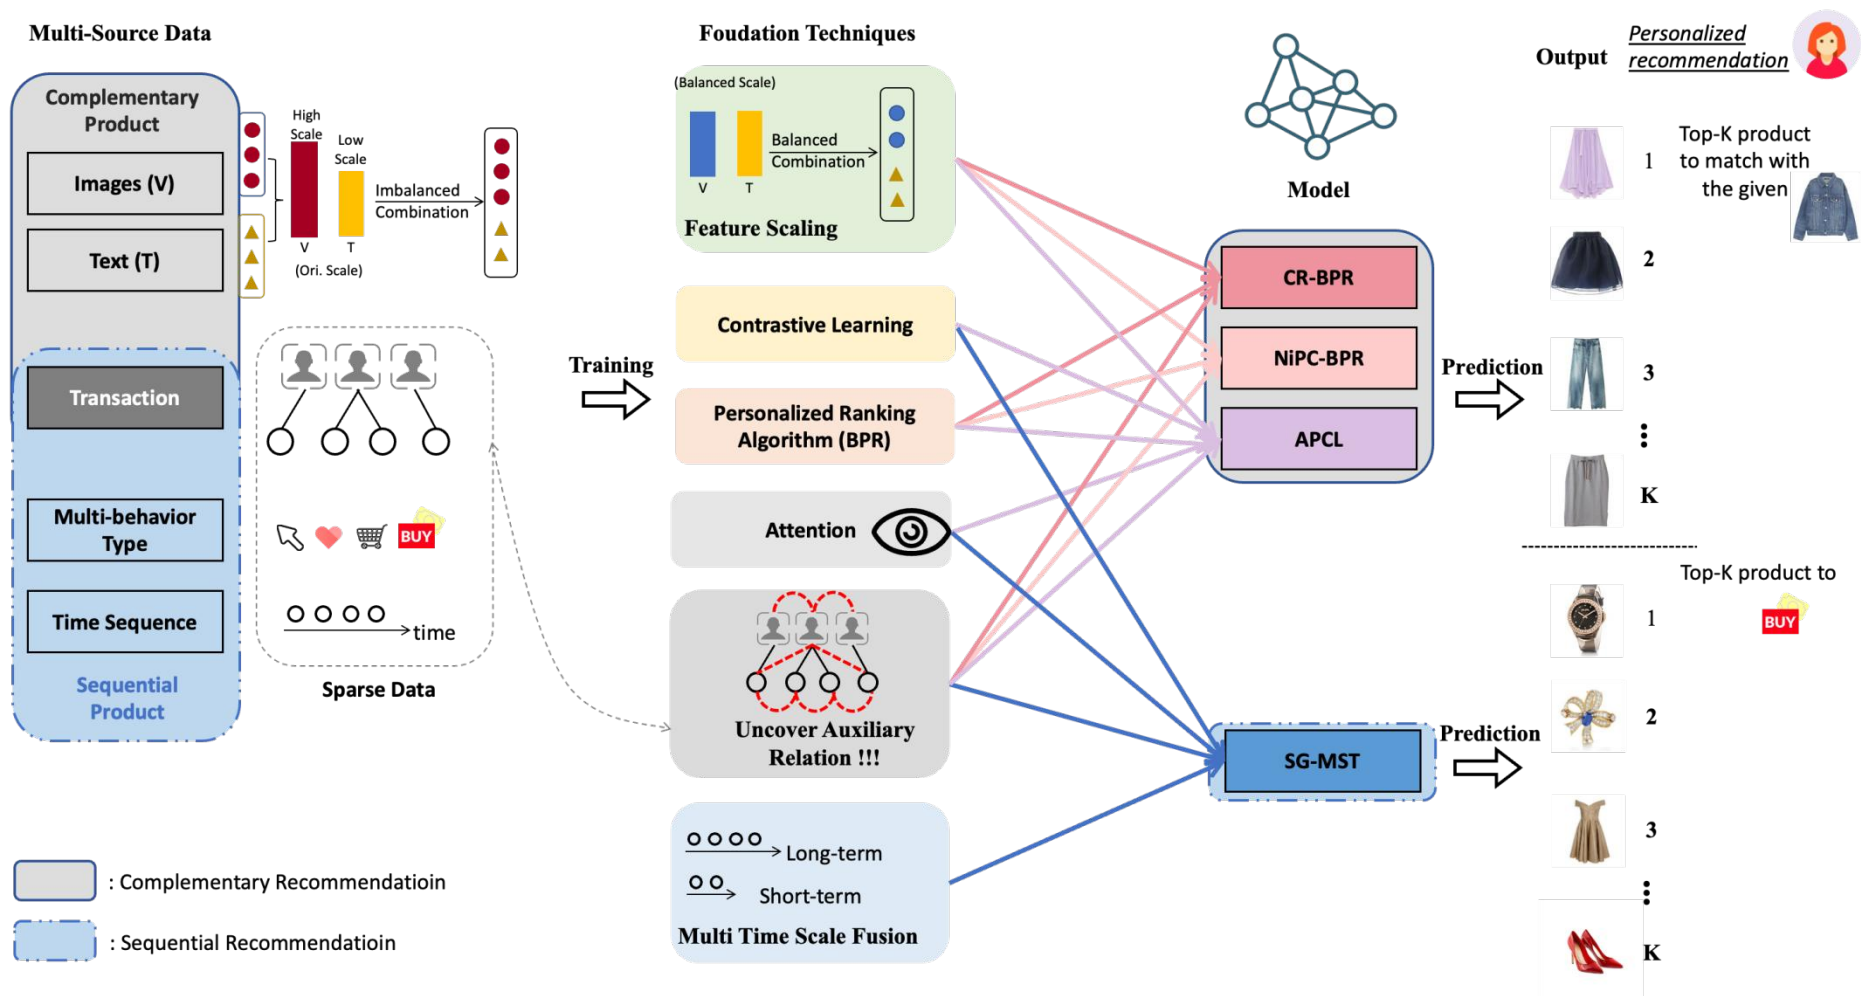 Multi-Source Data
Complementary
Product
Images (V)
Text (T)
Transaction
Multi-behavior
Type
Time Sequence
Sequential
Product
High
Scale
Low
Scale
V
T
(Ori. Scale)
Imbalanced
Combination
BUY
time
Sparse Data
: Complementary Recommendatioin
: Sequential Recommendatioin
Training
Foudation Techniques
(Balanced Scale)
V
T
Balanced
Combination
Feature Scaling
Contrastive Learning
Personalized Ranking
Algorithm (BPR)
Attention
Uncover Auxiliary
Relation !!!
Long-term
Short-term
Multi Time Scale Fusion
Model
CR-BPR
NiPC-BPR
APCL
SG-MST
Prediction
Prediction
Output
Personalized
recommendation
1
Top-K product
to match with
the given
2
3
K
Top-K product to
BUY
1
2
3
K